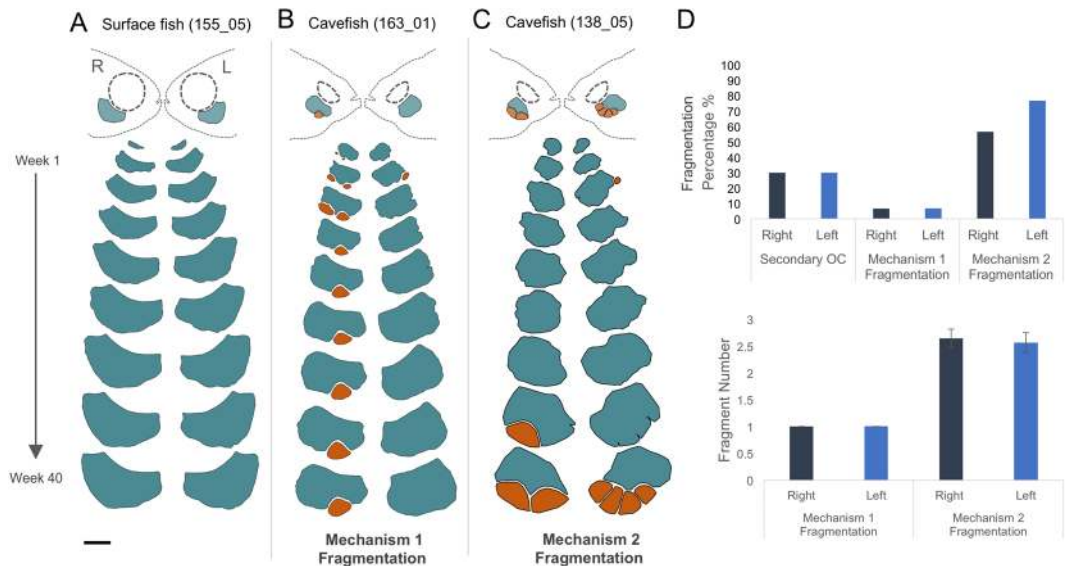 A
Surface fish (155_05)
R
L
Week 1
Week 40
B
Cavefish (163_01)
Mechanism 1
Fragmentation
C
Cavefish (138_05)
Mechanism 2
Fragmentation
D
Fragmentation
Percentage %
100
90
80
70
60
50
40
30
20
10
0
Right
Left
Right
Left
Right
Left
Secondary OC
Mechanism 1
Fragmentation
Mechanism 2
Fragmentation
Fragment Number
3
2.5
2
1.5
1
0.5
0
Right
Left
Right
Left
Mechanism 1
Fragmentation
Mechanism 2
Fragmentation